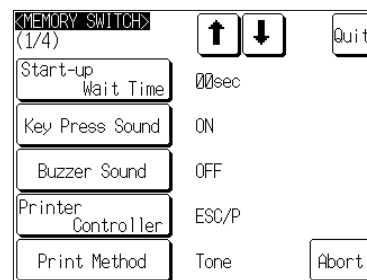 <MEMORY SWITCH>
(1/4)
Quit
Start-up
Wait Time
00sec
Key Press Sound
ON
Buzzer Sound
OFF
Printer
Controller
ESC/P
Print Method
Tone
Abort